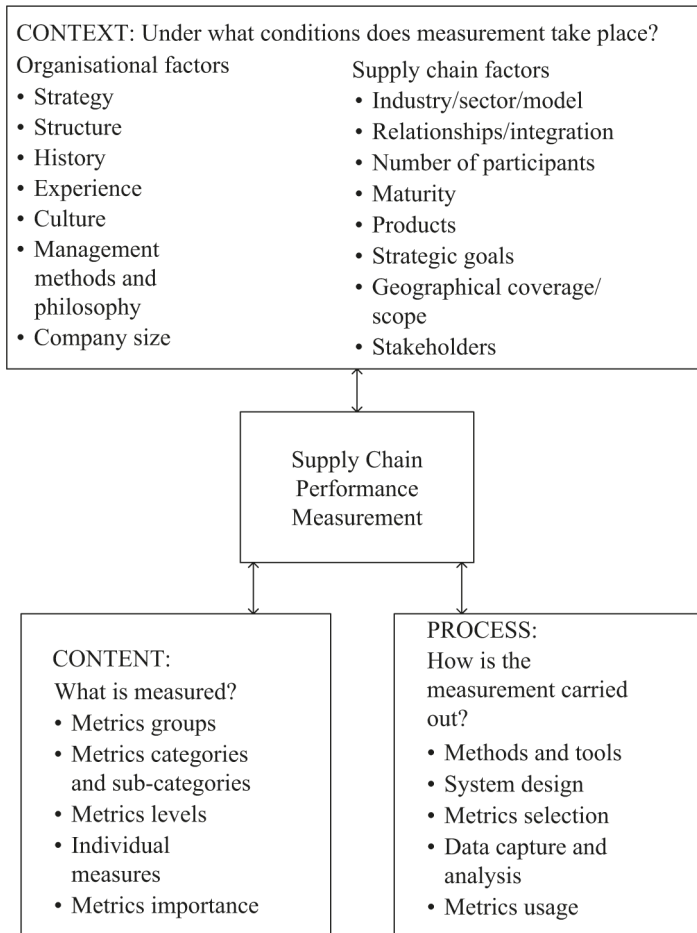 CONTEXT: Under what conditions does measurement take place?
Organisational factors
• Strategy
• Structure
• History
• Experience
• Culture
• Management
methods and
philosophy
• Company size
Supply chain factors
• Industry/sector/model
• Relationships/integration
• Number of participants
• Maturity
• Products
• Strategic goals
• Geographical coverage/
scope
• Stakeholders
Supply Chain
Performance
Measurement
CONTENT:
What is measured?
• Metrics groups
• Metrics categories
and sub-categories
• Metrics levels
• Individual
measures
• Metrics importance
PROCESS:
How is the
measurement carried
out?
• Methods and tools
• System design
• Metrics selection
• Data capture and
analysis
• Metrics usage